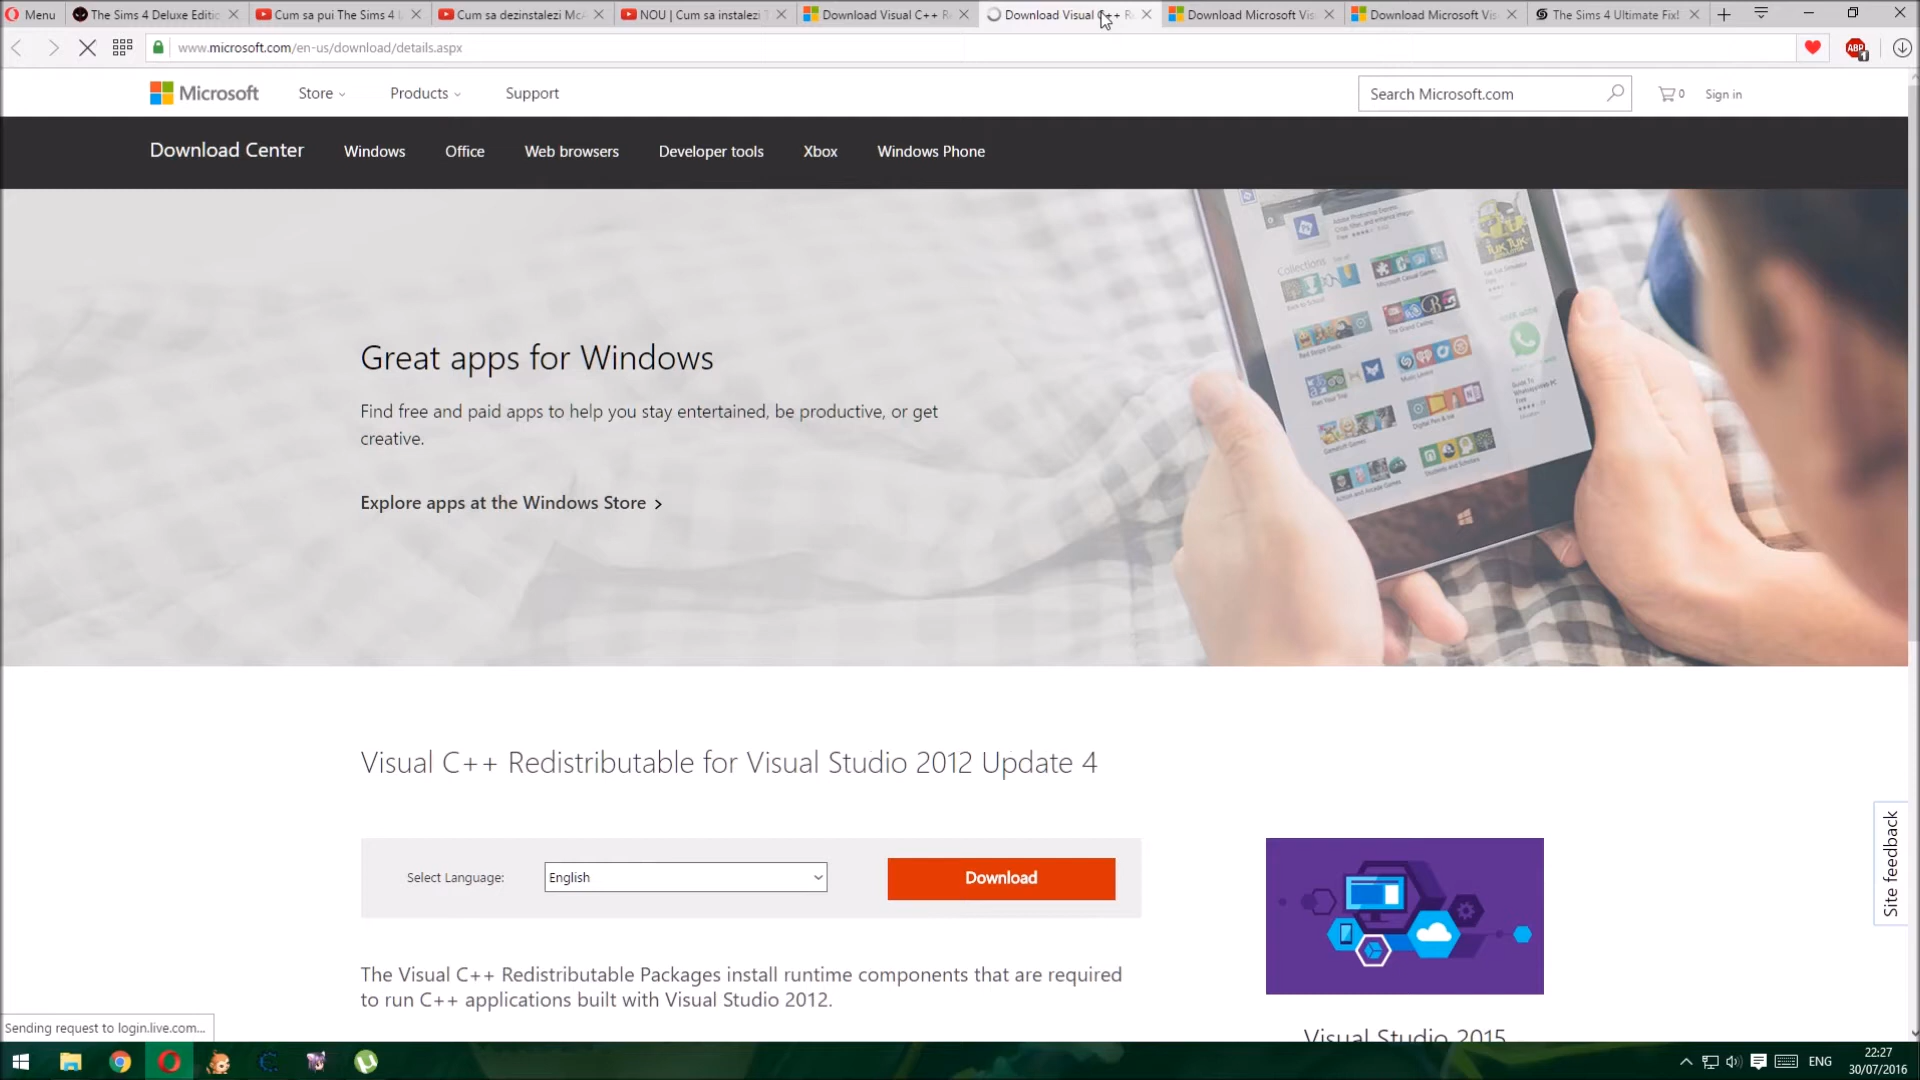 Menu
The Sims 4 Deluxe Editi
Cum sa pui The Sims 4
Cum sa dezinstalezi McA
NOU | Cum sa instalezi
Download Visual C++ R
Download Visual C++ R
Download Microsoft Vis
Download Microsoft Vis
The Sims 4 Ultimate Fix!
www.microsoft.com/en-us/download/details.aspx
ABP
1
Microsoft
Store
Products
Support
Search Microsoft.com
0
Sign in
Download Center
Windows
Office
Web browsers
Developer tools
Xbox
Windows Phone
Great apps for Windows
Find free and paid apps to help you stay entertained, be productive, or get
creative.
Explore apps at the Windows Store >
Collections
Visual C++ Redistributable for Visual Studio 2012 Update 4
Select Language:
English
Download
The Visual C++ Redistributable Packages install runtime components that are required
to run C++ applications built with Visual Studio 2012.
Visual Studio 2015
Site feedback
Sending request to login.live.com...
ENG
22:27
30/07/2016